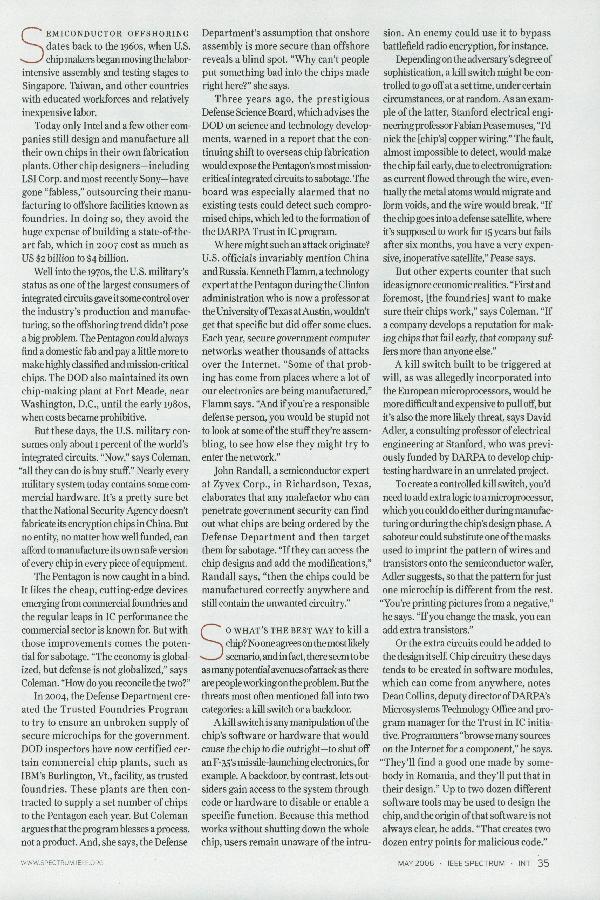 SEMICONDUCTOR OFFSHORING
dates back to the 1960s, when U.S.
chipmakers began moving the labor-
intensive assembly and testing stages to
Singapore, Taiwan, and other countries
with educated workforces and relatively
inexpensive labor.
Today only Intel and a few other com-
panies still design and manufacture all
their own chips in their own fabrication
plants. Other chip designers—including
LSI Corp. and most recently Sony—have
gone "fabless," outsourcing their manu-
facturing to offshore facilities known as
foundries. In doing so, they avoid the
huge expense of building a state-of-the-
art fab, which in 2007 cost as much as
US $2 billion to $4 billion.
Well into the 1970s, the U.S. military's
status as one of the largest consumers of
integrated circuits gave it some control over
the industry's production and manufac-
turing, so the offshoring trend didn't pose
a big problem. The Pentagon could always
find a domestic fab and pay a little more to
make highly classified and mission-critical
chips. The DOD also maintained its own
chip-making plant at Fort Meade, near
Washington, D.C., until the early 1980s,
when costs became prohibitive.
But these days, the U.S. military con-
sumes only about 1 percent of the world's
integrated circuits. "Now," says Coleman,
"all they can do is buy stuff." Nearly every
military system today contains some com-
mercial hardware. It's a pretty sure bet
that the National Security Agency doesn't
fabricate its encryption chips in China. But
no entity, no matter how well funded, can
afford to manufacture its own safe version
of every chip in every piece of equipment.
The Pentagon is now caught in a bind.
It likes the cheap, cutting-edge devices
emerging from commercial foundries and
the regular leaps in IC performance the
commercial sector is known for. But with
those improvements comes the poten-
tial for sabotage. "The economy is global-
ized, but defense is not globalized," says
Coleman. "How do you reconcile the two?"
In 2004, the Defense Department cre-
ated the Trusted Foundries Program
to try to ensure an unbroken supply of
secure microchips for the government.
DOD inspectors have now certified cer-
tain commercial chip plants, such as
IBM's Burlington, Vt., facility, as trusted
foundries. These plants are then con-
tracted to supply a set number of chips
to the Pentagon each year. But Coleman
argues that the program blesses a process,
not a product. And, she says, the Defense
Department's assumption that onshore
assembly is more secure than offshore
reveals a blind spot. "Why can't people
put something bad into the chips made
right here?" she says.
Three years ago, the prestigious
Defense Science Board, which advises the
DOD on science and technology develop-
ments, warned in a report that the con-
tinuing shift to overseas chip fabrication
would expose the Pentagon's most mission-
critical integrated circuits to sabotage. The
board was especially alarmed that no
existing tests could detect such compro-
mised chips, which led to the formation of
the DARPA Trust in IC program.
Where might such an attack originate?
U.S. officials invariably mention China
and Russia. Kenneth Flamm, a technology
expert at the Pentagon during the Clinton
administration who is now a professor at
the University of Texas at Austin, wouldn't
get that specific but did offer some clues.
Each year, secure government computer
networks weather thousands of attacks
over the Internet. "Some of that prob-
ing has come from places where a lot of
our electronics are being manufactured,"
Flamm says. "And if you're a responsible
defense person, you would be stupid not
to look at some of the stuff they're assem-
bling, to see how else they might try to
enter the network."
John Randall, a semiconductor expert
at Zyvex Corp., in Richardson, Texas,
elaborates that any malefactor who can
penetrate government security can find
out what chips are being ordered by the
Defense Department and then target
them for sabotage. "If they can access the
chip designs and add the modifications,"
Randall says, "then the chips could be
manufactured correctly anywhere and
still contain the unwanted circuitry."
SO WHAT'S THE BEST WAY to kill a
chip? No one agrees on the most likely
scenario, and in fact, there seem to be
as many potential avenues of attack as there
are people working on the problem. But the
threats most often mentioned fall into two
categories: a kill switch or a backdoor.
A kill switch is any manipulation of the
chip's software or hardware that would
cause the chip to die outright—to shut off
an F-35's missile-launching electronics, for
example. A backdoor, by contrast, lets out-
siders gain access to the system through
code or hardware to disable or enable a
specific function. Because this method
works without shutting down the whole
chip, users remain unaware of the intru-
sion. An enemy could use it to bypass
battlefield radio encryption, for instance.
Depending on the adversary's degree of
sophistication, a kill switch might be con-
trolled to go off at a set time, under certain
circumstances, or at random. As an exam-
ple of the latter, Stanford electrical engi-
neering professor Fabian Pease muses, "I'd
nick the [chip's] copper wiring." The fault,
almost impossible to detect, would make
the chip fail early, due to electromigration:
as current flowed through the wire, even-
tually the metal atoms would migrate and
form voids, and the wire would break. "If
the chip goes into a defense satellite, where
it's supposed to work for 15 years but fails
after six months, you have a very expen-
sive, inoperative satellite," Pease says.
But other experts counter that such
ideas ignore economic realities. "First and
foremost, [the foundries] want to make
sure their chips work," says Coleman. "If
a company develops a reputation for mak-
ing chips that fail early, that company suf-
fers more than anyone else."
A kill switch built to be triggered at
will, as was allegedly incorporated into
the European microprocessors, would be
more difficult and expensive to pull off, but
it's also the more likely threat, says David
Adler, a consulting professor of electrical
engineering at Stanford, who was previ-
ously funded by DARPA to develop chip-
testing hardware in an unrelated project.
To create a controlled kill switch, you'd
need to add extra logic to a microprocessor,
which you could do either during manufac-
turing or during the chip's design phase. A
saboteur could substitute one of the masks
used to imprint the pattern of wires and
transistors onto the semiconductor wafer,
Adler suggests, so that the pattern for just
one microchip is different from the rest.
"You're printing pictures from a negative,"
he says. "If you change the mask, you can
add extra transistors."
Or the extra circuits could be added to
the design itself. Chip circuitry these days
tends to be created in software modules,
which can come from anywhere, notes
Dean Collins, deputy director of DARPA's
Microsystems Technology Office and pro-
gram manager for the Trust in IC initia-
tive. Programmers "browse many sources
on the Internet for a component," he says.
"They'll find a good one made by some-
body in Romania, and they'll put that in
their design." Up to two dozen different
software tools may be used to design the
chip, and the origin of that software is not
always clear, he adds. "That creates two
dozen entry points for malicious code."
WWW.SPECTRUM.IEEE.ORG
MAY 2008 · IEEE SPECTRUM · INT 35